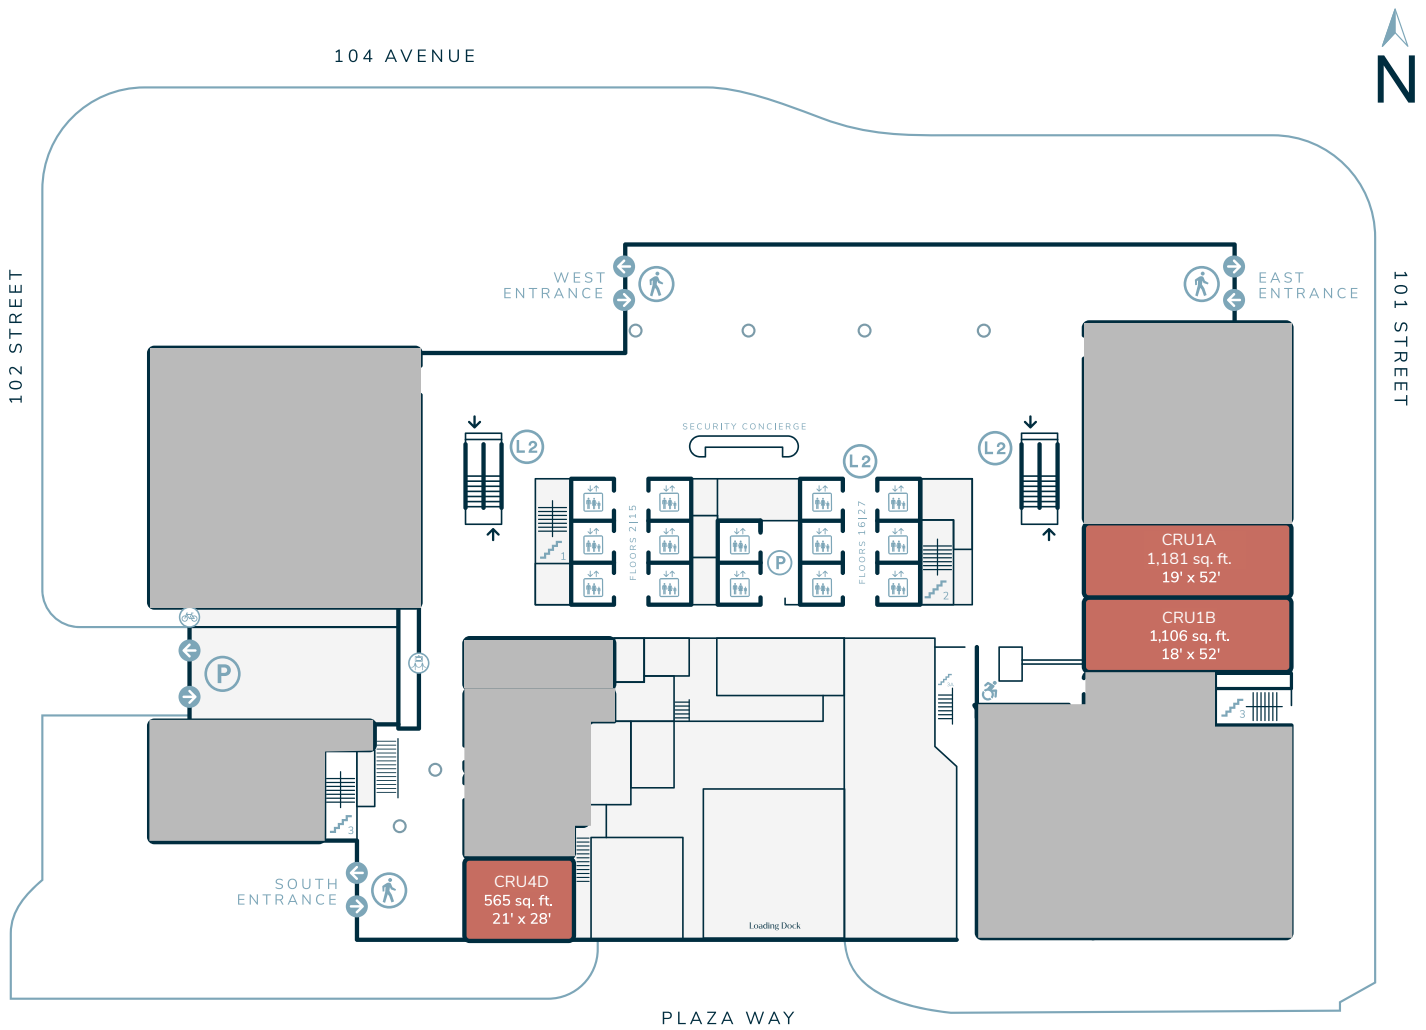 104 AVENUE
N
102 STREET
101 STREET
WEST
ENTRANCE
EAST
ENTRANCE
SECURITY CONCIERGE
L2
L2
L2
FLOORS 2|15
FLOORS 16|27
1
P
2
CRU1A
1,181 sq. ft.
19' x 52'
CRU1B
1,106 sq. ft.
18' x 52'
P
3
3
SOUTH
ENTRANCE
CRU4D
565 sq. ft.
21' x 28'
Loading Dock
PLAZA WAY